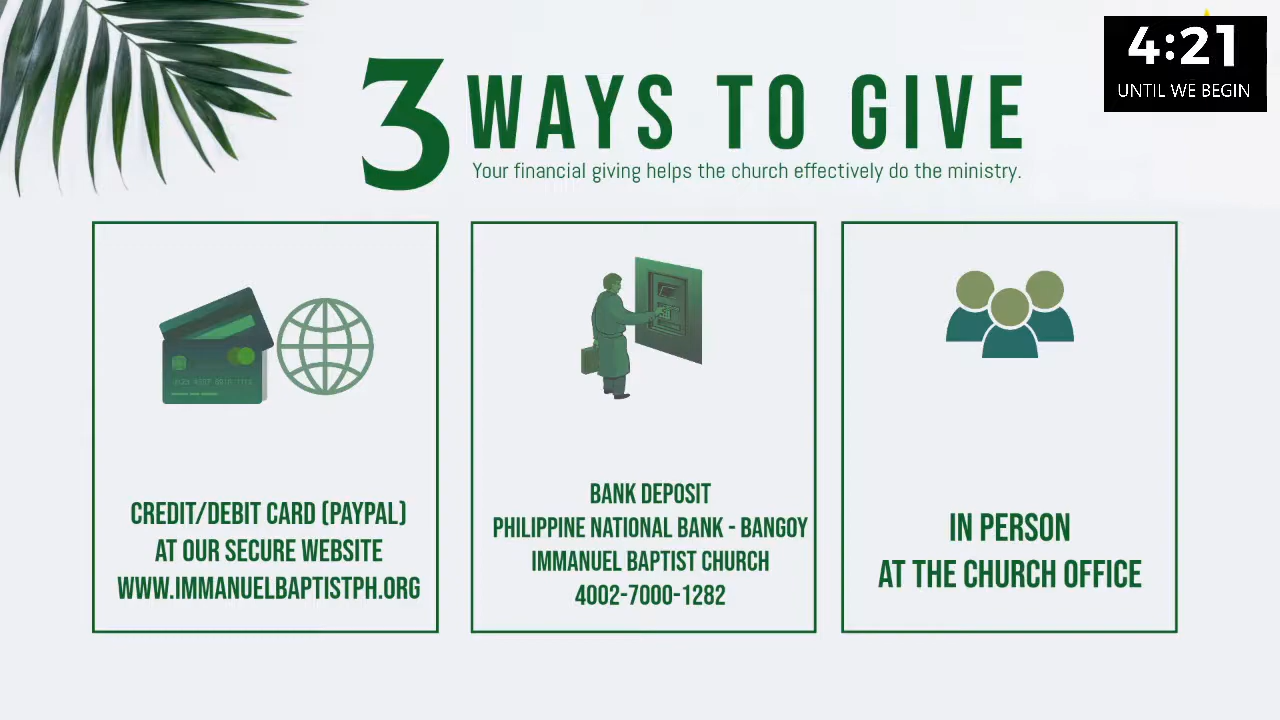 4:21
UNTIL WE BEGIN
3 WAYS TO GIVE
Your financial giving helps the church effectively do the ministry.
CREDIT/DEBIT CARD (PAYPAL)
AT OUR SECURE WEBSITE
WWW.IMMANUELBAPTISTPH.ORG
BANK DEPOSIT
PHILIPPINE NATIONAL BANK - BANGOY
IMMANUEL BAPTIST CHURCH
4002-7000-1282
IN PERSON
AT THE CHURCH OFFICE